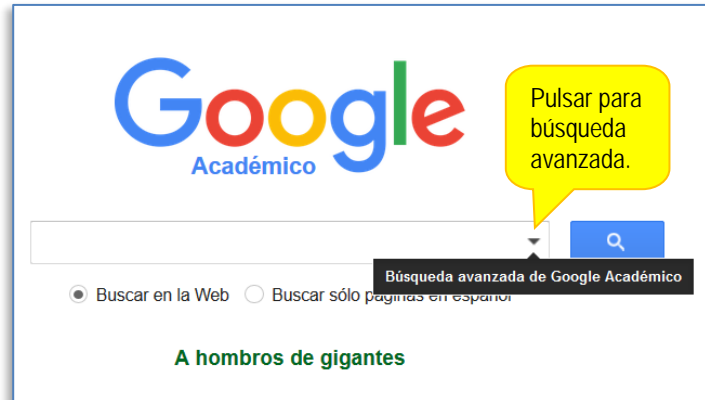 Google
Académico
Pulsar para
búsqueda
avanzada.
Búsqueda avanzada de Google Académico
Buscar en la Web Buscar sólo páginas en español
A hombros de gigantes